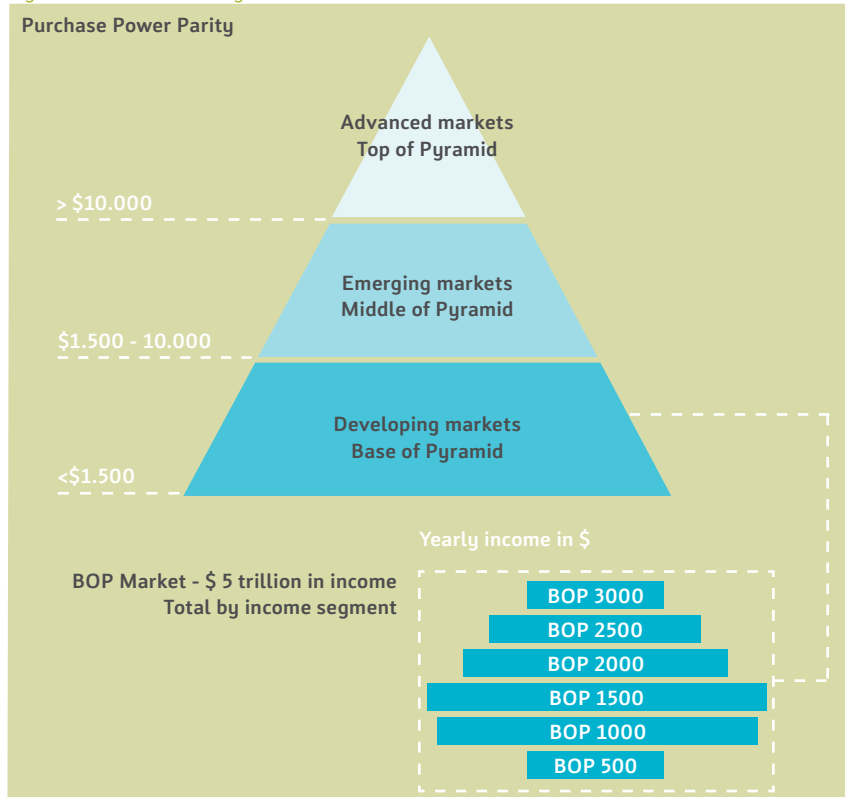 Purchase Power Parity
Advanced markets
Top of Pyramid
> $10.000
Emerging markets
Middle of Pyramid
$1.500 - 10.000
Developing markets
Base of Pyramid
<$1.500
Yearly income in $
BOP Market - $ 5 trillion in income
Total by income segment
BOP 3000
BOP 2500
BOP 2000
BOP 1500
BOP 1000
BOP 500